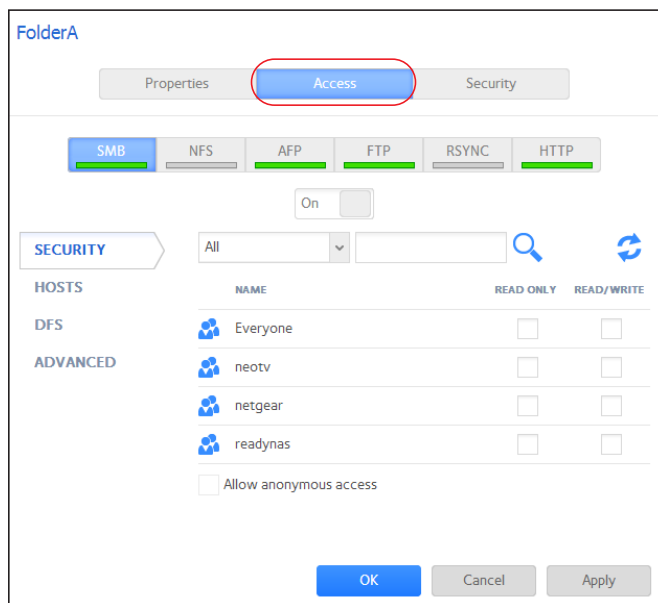 FolderA
Properties Access Security
SMB NFS AFP FTP RSYNC HTTP
On
SECURITY All
HOSTS NAME READ ONLY READ/WRITE
DFS Everyone
ADVANCED neotv
netgear
readynas
Allow anonymous access
OK Cancel Apply